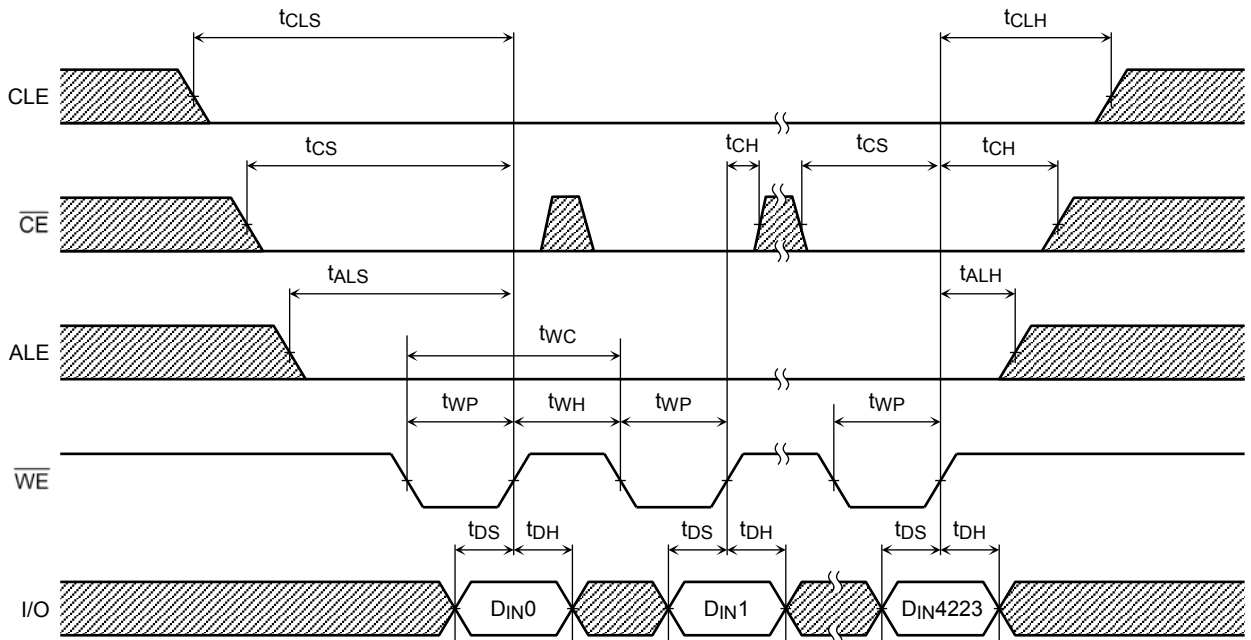 tCLS tCLH
CLE
tCS tCH tCS tCH
CE
tALS tALH
ALE
tWC
tWP tWH tWP tWP
WE
tDS tDH tDS tDH tDS tDH
I/O DIN0 DIN1 DIN4223